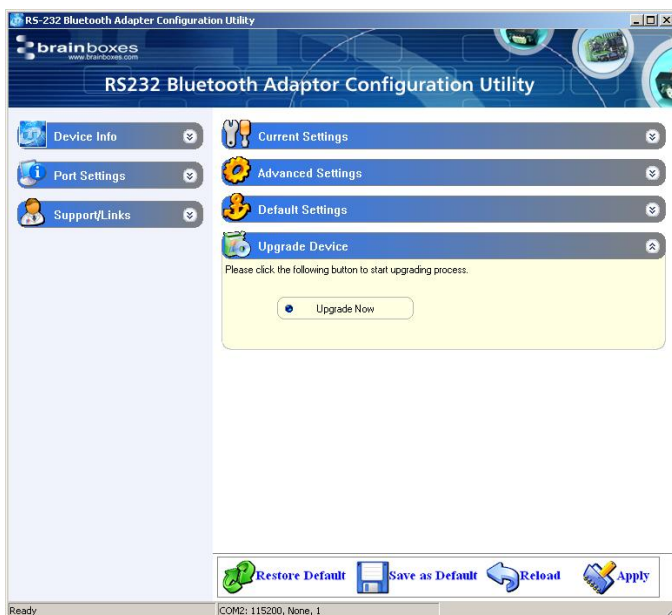 RS-232 Bluetooth Adapter Configuration Utility
brainboxes
www.brainboxes.com
RS232 Bluetooth Adaptor Configuration Utility
Device Info
Port Settings
Support/Links
Current Settings
Advanced Settings
Default Settings
Upgrade Device
Please click the following button to start upgrading process.
Upgrade Now
Restore Default
Save as Default
Reload
Apply
Ready
COM2: 115200, None, 1